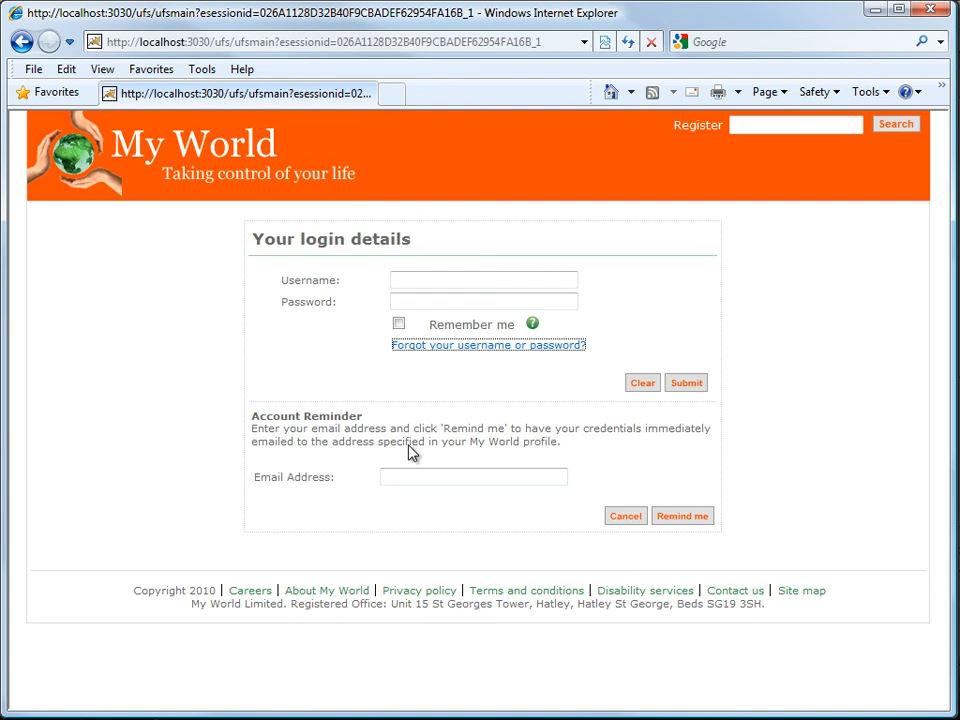 http://localhost:3030/ufs/ufsmain?esessionid=026A1128D32B40F9CBADEF62954FA16B_1 - Windows Internet Explorer
http://localhost:3030/ufs/ufsmain?esessionid=026A1128D32B40F9CBADEF62954FA16B_1
Google
File Edit View Favorites Tools Help
Favorites
http://localhost:3030/ufs/ufsmain?esessionid=02...
Page Safety Tools
My World
Taking control of your life
Register
Search
Your login details
Username:
Password:
Remember me
Forgot your username or password?
Clear Submit
Account Reminder
Enter your email address and click 'Remind me' to have your credentials immediately
emailed to the address specified in your My World profile.
Email Address:
Cancel Remind me
Copyright 2010 | Careers | About My World | Privacy policy | Terms and conditions | Disability services | Contact us | Site map
My World Limited. Registered Office: Unit 15 St Georges Tower, Hatley, Hatley St George, Beds SG19 3SH.